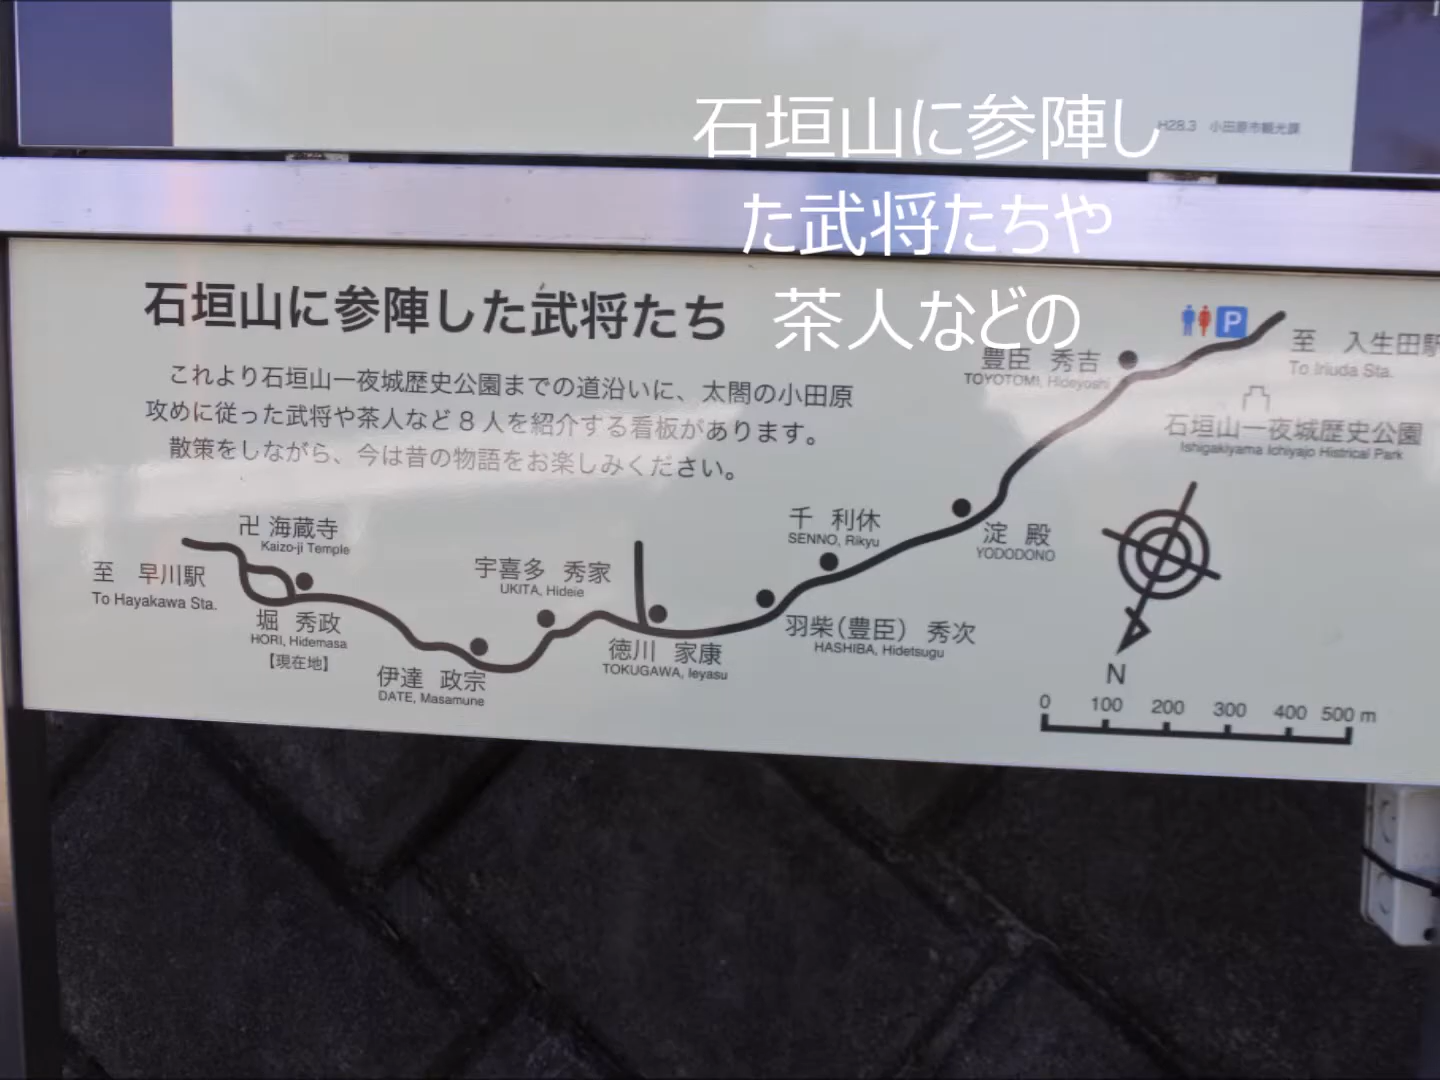 石垣山に参陣し
た武将たちや
茶人などの
H28.3 小田原市観光課
石垣山に参陣した武将たち
これより石垣山一夜城歴史公園までの道沿いに、太閤の小田原
攻めに従った武将や茶人など8人を紹介する看板があります。
散策をしながら、今は昔の物語をお楽しみください。
P
至 入生田駅
To Iriuda Sta.
豊臣 秀吉
TOYOTOMI, Hideyoshi
石垣山一夜城歴史公園
Ishigakiyama Ichiyajo Histrical Park
千 利休
SENNO, Rikyu
淀 殿
YODODONO
卍 海蔵寺
Kaizo-ji Temple
至 早川駅
To Hayakawa Sta.
宇喜多 秀家
UKITA, Hideie
堀 秀政
HORI, Hidemasa
【現在地】
伊達 政宗
DATE, Masamune
徳川 家康
TOKUGAWA, Ieyasu
羽柴(豊臣) 秀次
HASHIBA, Hidetsugu
N
0 100 200 300 400 500 m